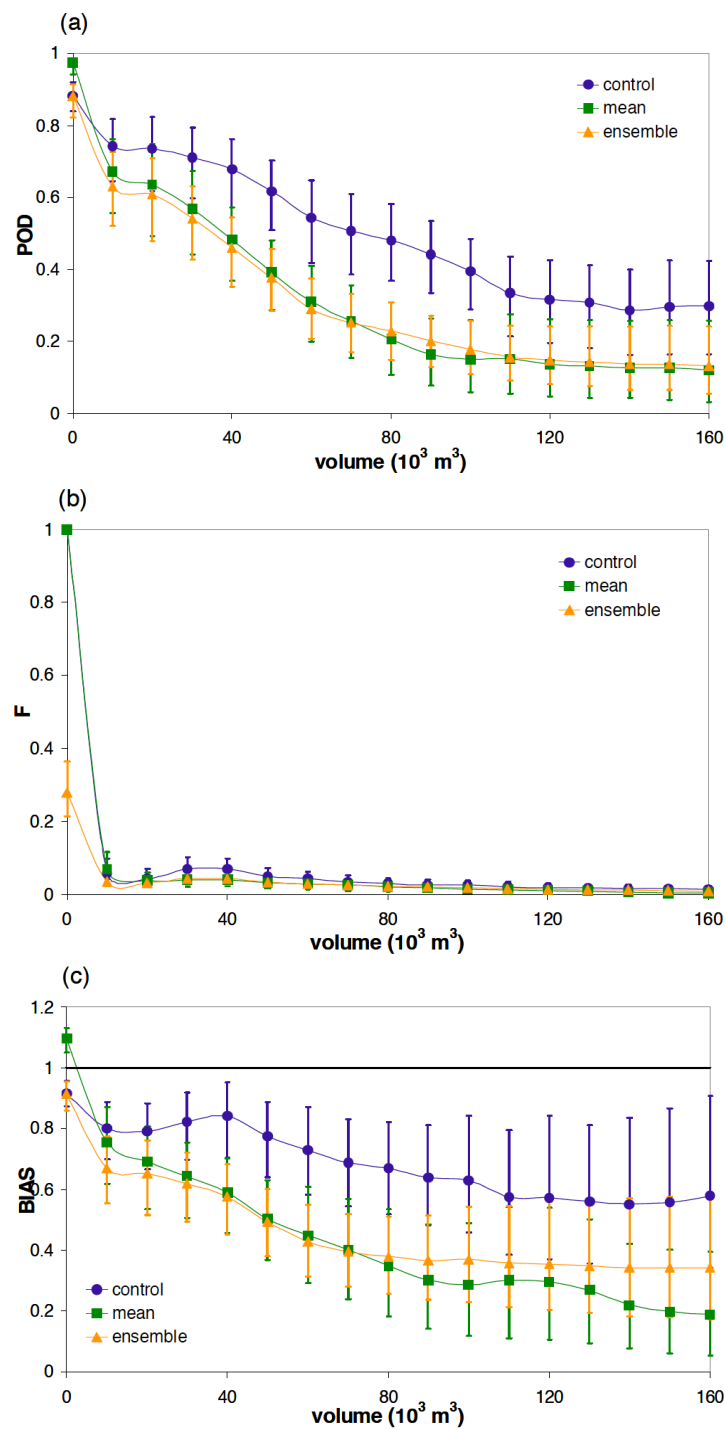 (a)
1
0.8
0.6
0.4
0.2
0
POD
control
mean
ensemble
0 40 80 120 160
volume (10³ m³)
(b)
1
0.8
0.6
0.4
0.2
0
F
control
mean
ensemble
0 40 80 120 160
volume (10³ m³)
(c)
1.2
1
0.8
0.6
0.4
0.2
0
BIAS
control
mean
ensemble
0 40 80 120 160
volume (10³ m³)